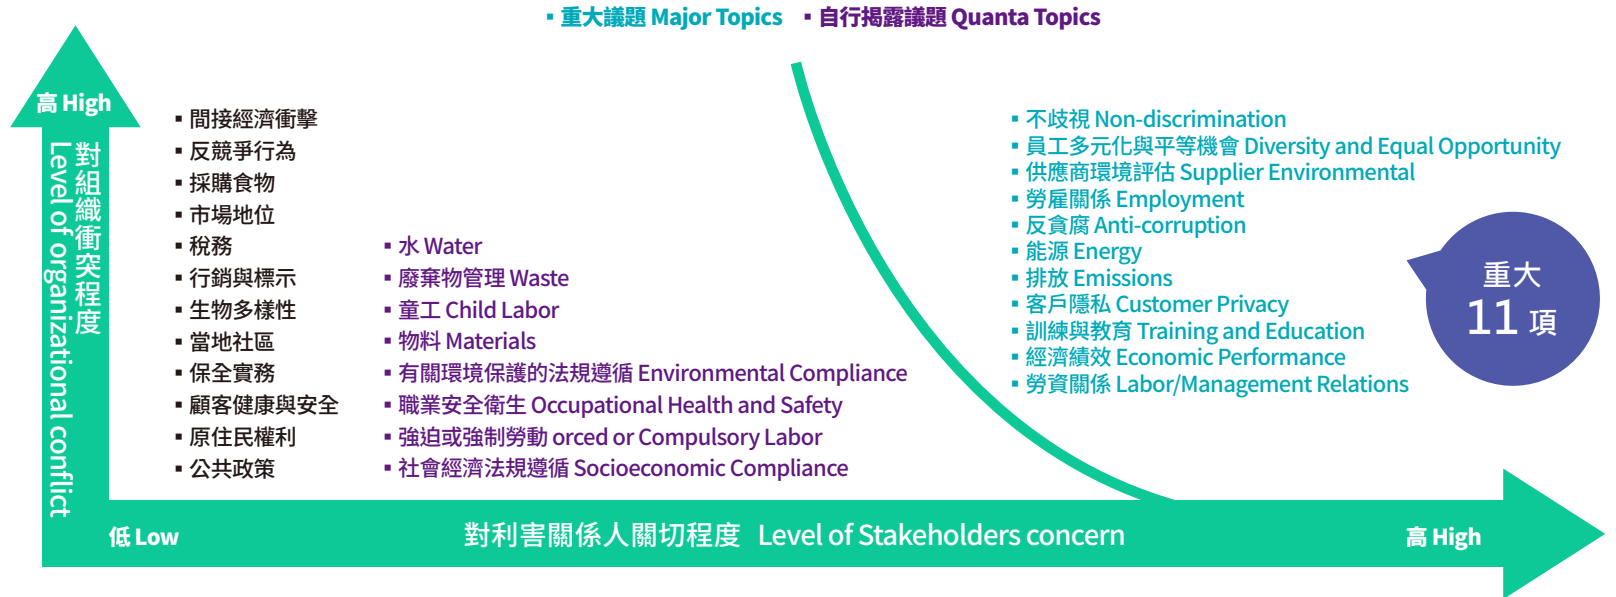 ▪ 重大議題 Major Topics ▪ 自行揭露議題 Quanta Topics
高 High
對組織衝突程度
Level of organizational conflict
▪ 間接經濟衝擊
▪ 反競爭行為
▪ 採購食物
▪ 市場地位
▪ 稅務
▪ 行銷與標示
▪ 生物多樣性
▪ 當地社區
▪ 保全實務
▪ 顧客健康與安全
▪ 原住民權利
▪ 公共政策
▪ 水 Water
▪ 廢棄物管理 Waste
▪ 童工 Child Labor
▪ 物料 Materials
▪ 有關環境保護的法規遵循 Environmental Compliance
▪ 職業安全衛生 Occupational Health and Safety
▪ 強迫或強制勞動 orced or Compulsory Labor
▪ 社會經濟法規遵循 Socioeconomic Compliance
▪ 不歧視 Non-discrimination
▪ 員工多元化與平等機會 Diversity and Equal Opportunity
▪ 供應商環境評估 Supplier Environmental
▪ 勞雇關係 Employment
▪ 反貪腐 Anti-corruption
▪ 能源 Energy
▪ 排放 Emissions
▪ 客戶隱私 Customer Privacy
▪ 訓練與教育 Training and Education
▪ 經濟績效 Economic Performance
▪ 勞資關係 Labor/Management Relations
重大
11 項
低 Low
對利害關係人關切程度 Level of Stakeholders concern
高 High